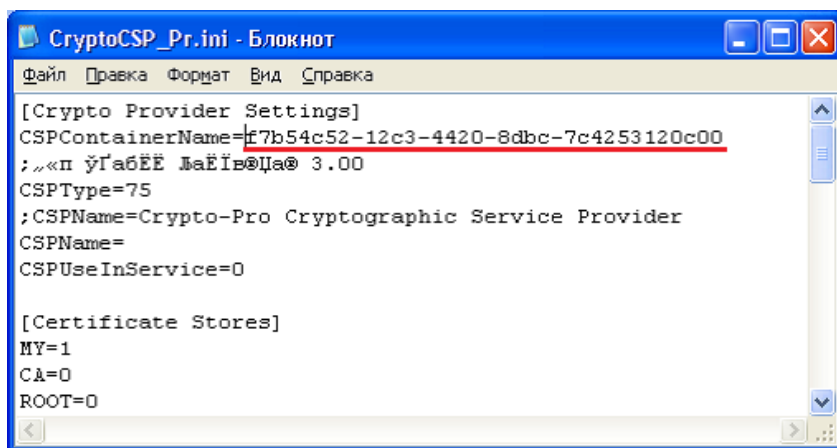 CryptoCSP_Pr.ini - Блокнот
Файл Правка Формат Вид Справка
[Crypto Provider Settings]
CSPContainerName=f7b54c52-12c3-4420-8dbc-7c4253120c00
;„«п ўҐабЁЁ ЉаЁЇв®Џа® 3.00
CSPType=75
;CSPName=Crypto-Pro Cryptographic Service Provider
CSPName=
CSPUseInService=0
[Certificate Stores]
MY=1
CA=0
ROOT=0